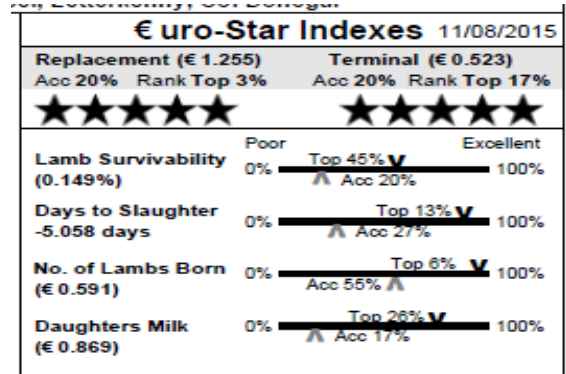 € uro-Star Indexes 11/08/2015
Replacement (€ 1.255) Terminal (€ 0.523)
Acc 20% Rank Top 3% Acc 20% Rank Top 17%
Poor Excellent
Lamb Survivability 0% Top 45% 100%
(0.149%) Acc 20%
Days to Slaughter 0% Top 13% 100%
-5.058 days Acc 27%
No. of Lambs Born 0% Top 6% 100%
(€ 0.591) Acc 55%
Daughters Milk 0% Top 26% 100%
(€ 0.869) Acc 17%